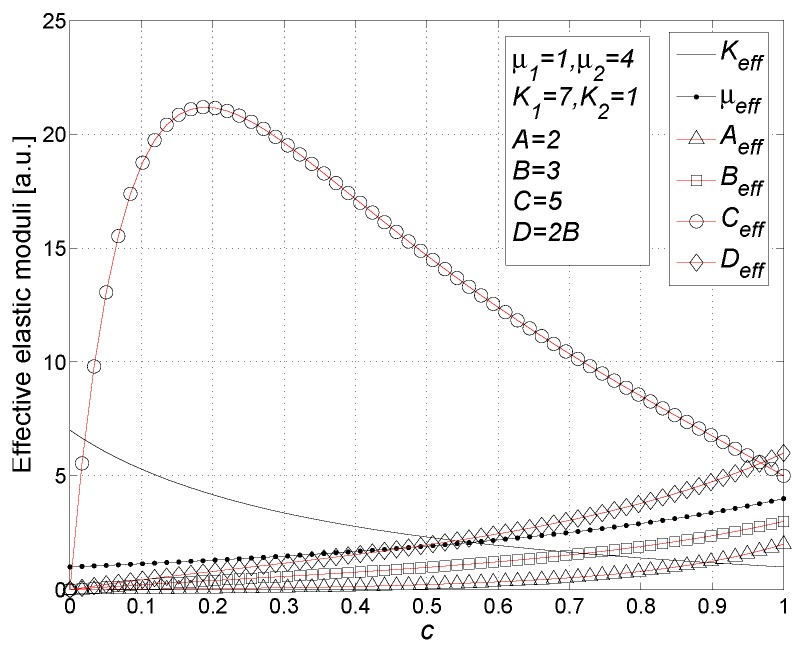 25
20
15
10
5
0
Effective elastic moduli [a.u.]
0 0.1 0.2 0.3 0.4 0.5 0.6 0.7 0.8 0.9 1
c
μ1=1,μ2=4
K1=7,K2=1
A=2
B=3
C=5
D=2B
Keff
μeff
Aeff
Beff
Ceff
Deff